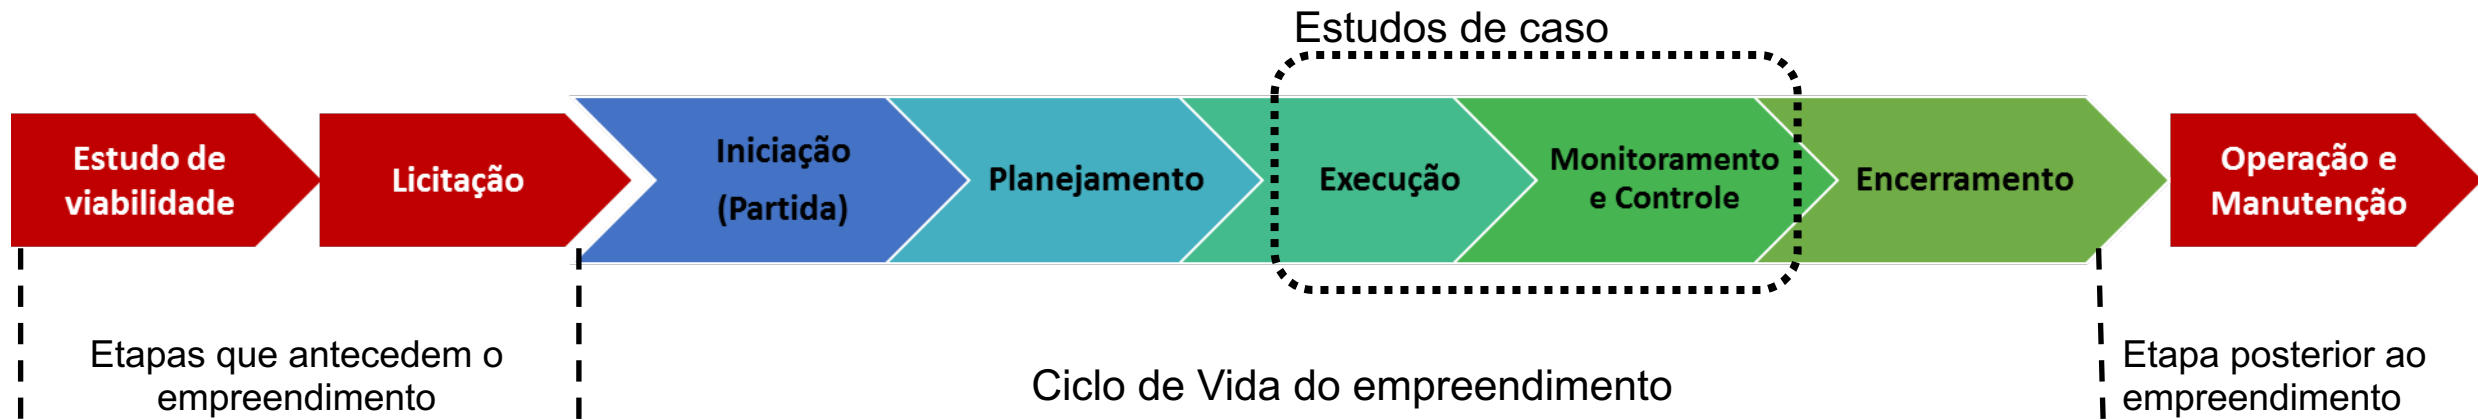 Estudos de caso
Estudo de
viabilidade
Licitação
Iniciação
(Partida)
Planejamento
Execução
Monitoramento
e Controle
Encerramento
Operação e
Manutenção
Etapas que antecedem o
empreendimento
Ciclo de Vida do empreendimento
Etapa posterior ao
empreendimento